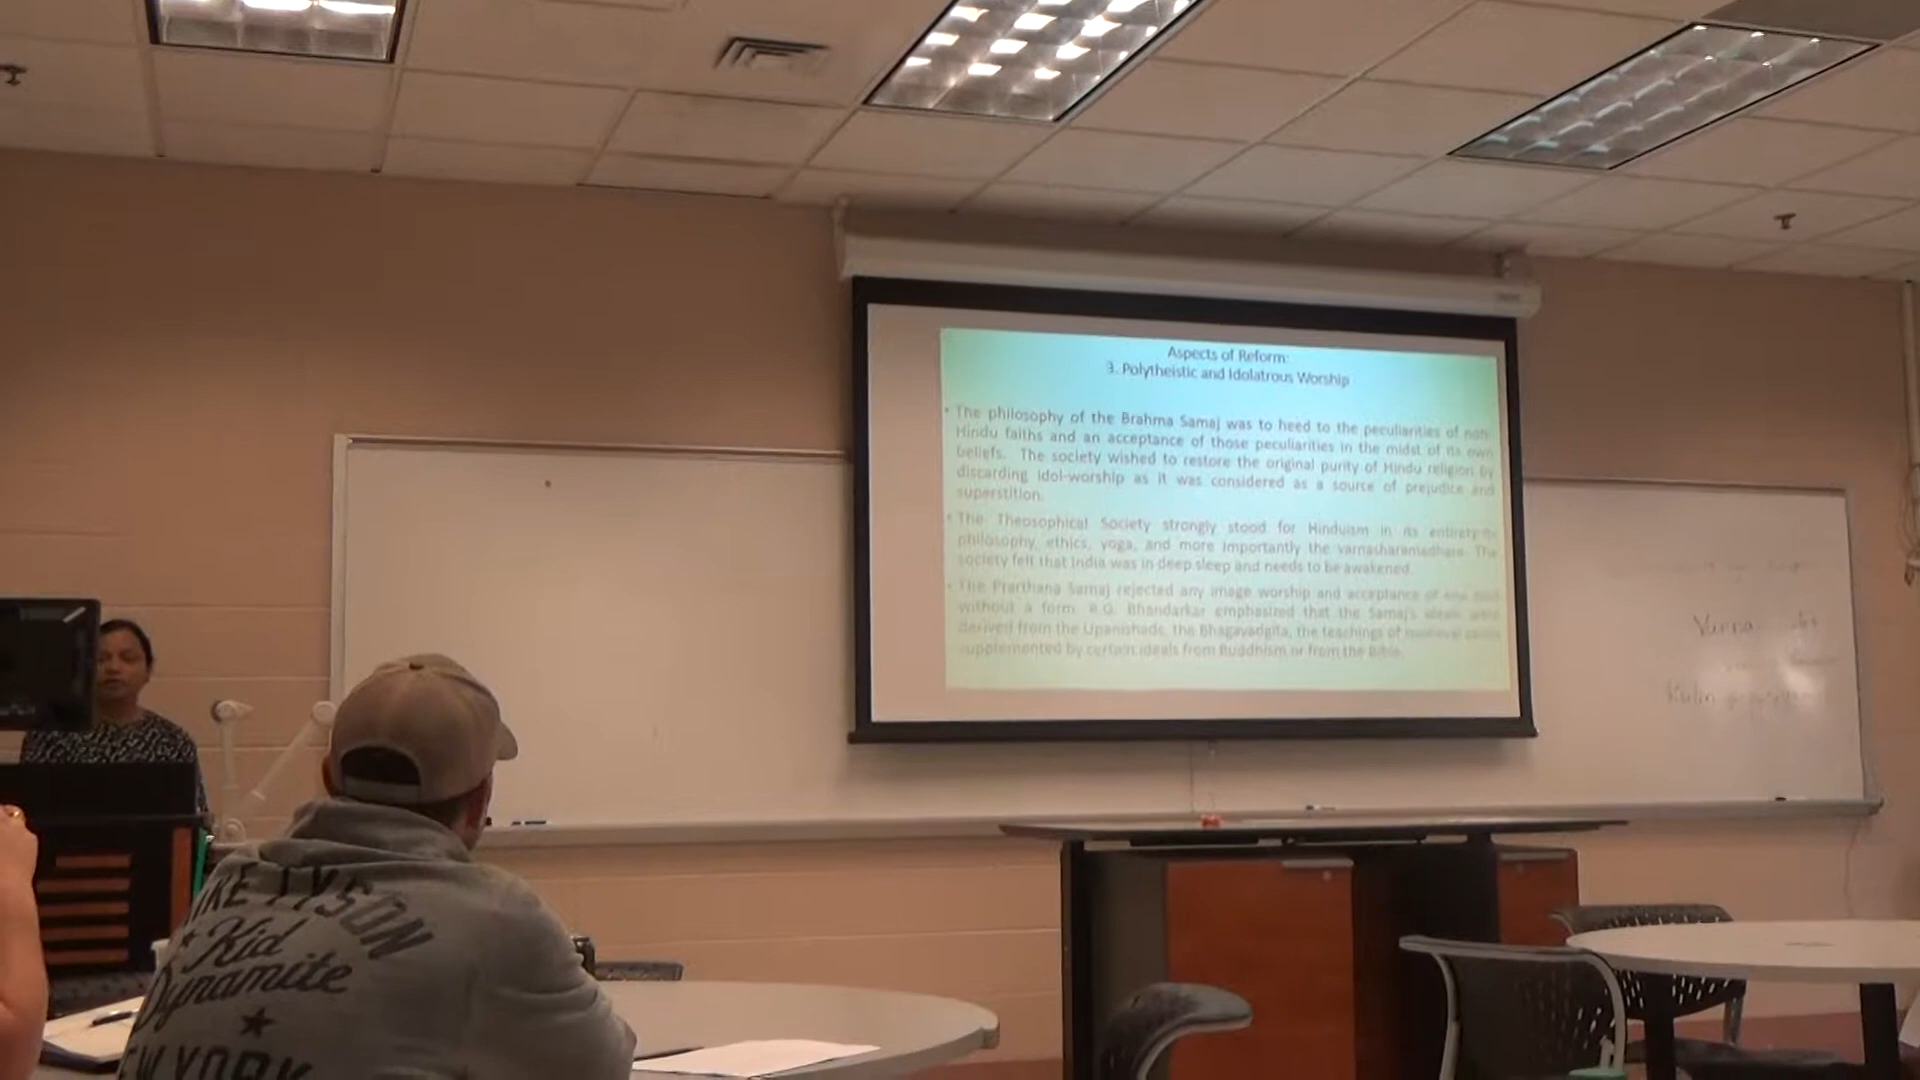 Aspects of Reform:
3. Polytheistic and Idolatrous Worship
• The philosophy of the Brahma Samaj was to heed to the peculiarities of non-
Hindu faiths and an acceptance of those peculiarities in the midst of its own
beliefs. The society wished to restore the original purity of Hindu religion by
discarding idol-worship as it was considered as a source of prejudice and
superstition.
• The Theosophical Society strongly stood for Hinduism in its entirety-its
philosophy, ethics, yoga, and more importantly the The
society felt that India was in deep sleep and needs to be awakened.
• The Prarthana Samaj rejected any image worship and acceptance of one
without a form. R.G. Bhandarkar emphasized that the Samaj's ideals were
derived from the Upanishads, the Bhagavadgita, the teachings of
supplemented by certain ideals from Buddhism or from the Bible.
Varna
Kulin
IKE TYSON
Kid
Dynamite
EW YORK